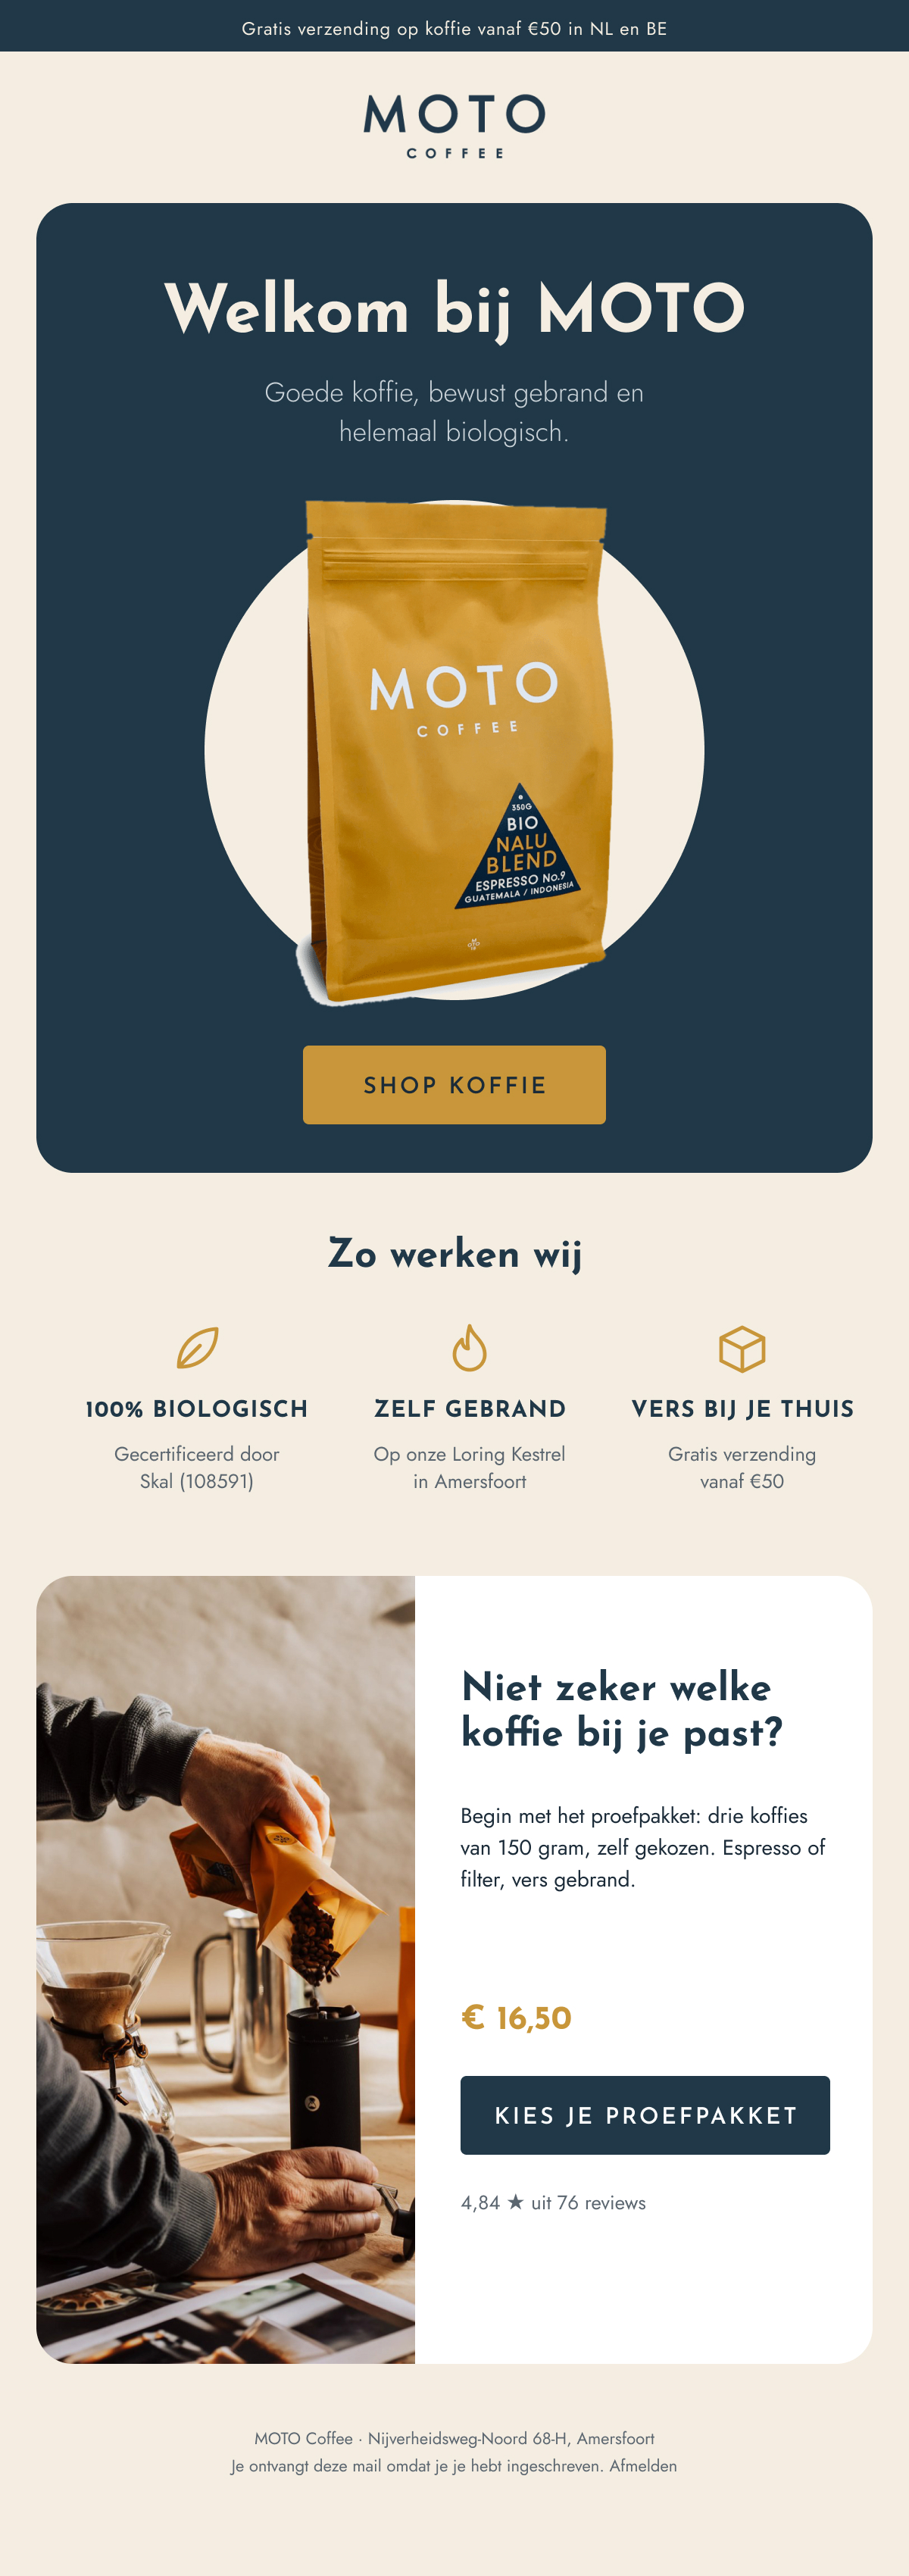 Gratis verzending op koffie vanaf €50 in NL en BE
MOTO
COFFEE
Welkom bij MOTO
Goede koffie, bewust gebrand en
helemaal biologisch.
MOTO
COFFEE
350G
BIO
NALU
BLEND
ESPRESSO No.9
GUATEMALA / INDONESIA
SHOP KOFFIE
Zo werken wij
100% BIOLOGISCH
Gecertificeerd door
Skal (108591)
ZELF GEBRAND
Op onze Loring Kestrel
in Amersfoort
VERS BIJ JE THUIS
Gratis verzending
vanaf €50
Niet zeker welke
koffie bij je past?
Begin met het proefpakket: drie koffies
van 150 gram, zelf gekozen. Espresso of
filter, vers gebrand.
€ 16,50
KIES JE PROEFPAKKET
4,84 ★ uit 76 reviews
MOTO Coffee · Nijverheidsweg-Noord 68-H, Amersfoort
Je ontvangt deze mail omdat je je hebt ingeschreven. Afmelden